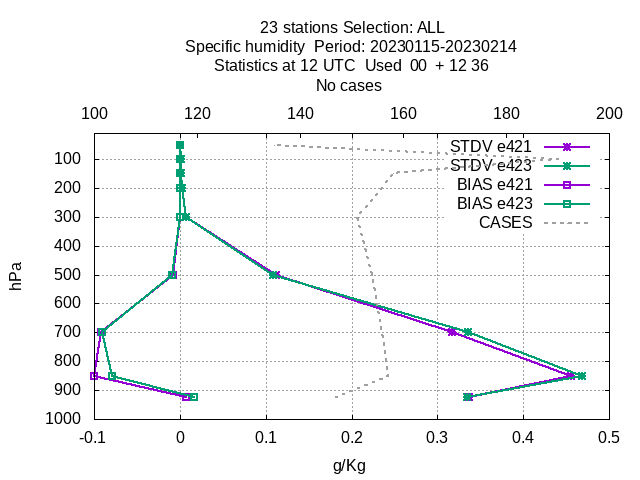 23 stations Selection: ALL
Specific humidity  Period: 20230115-20230214
Statistics at 12 UTC  Used  00  + 12 36
No cases
100 120 140 160 180 200
STDV e421
STDV e423
BIAS e421
BIAS e423
CASES
hPa
100
200
300
400
500
600
700
800
900
1000
-0.1 0 0.1 0.2 0.3 0.4 0.5
g/Kg